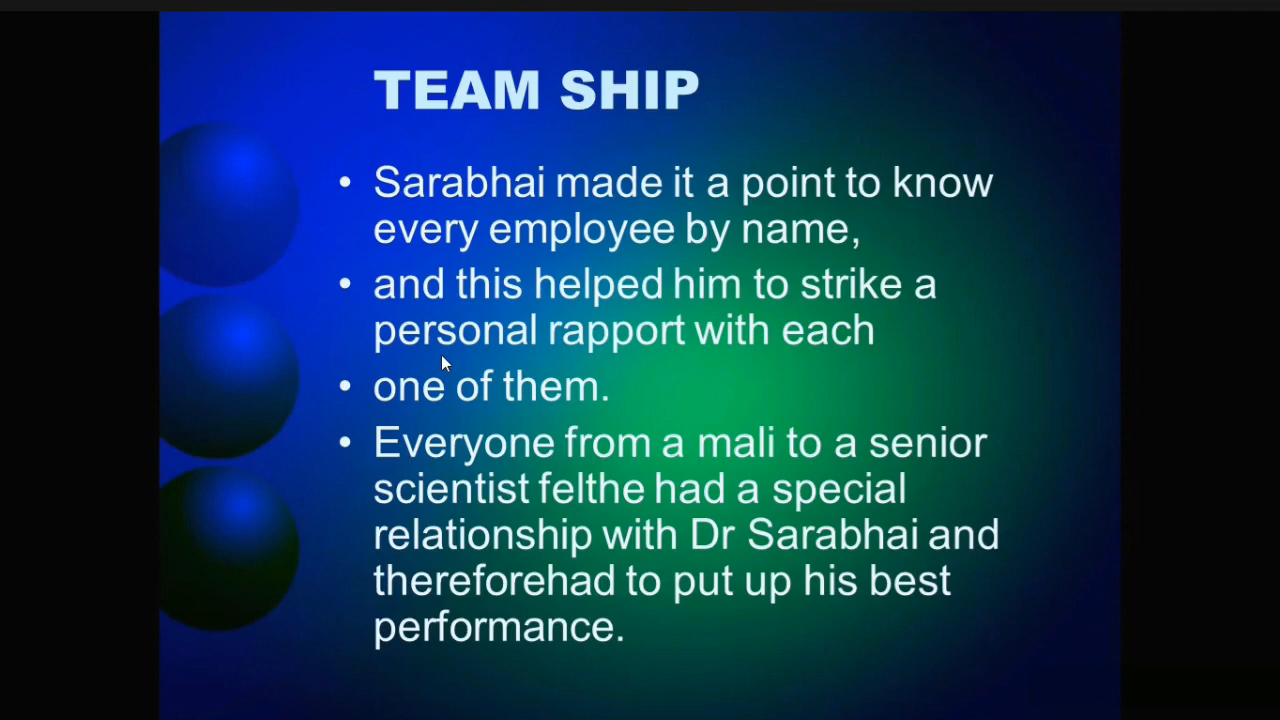 TEAM SHIP
• Sarabhai made it a point to know
every employee by name,
• and this helped him to strike a
personal rapport with each
• one of them.
• Everyone from a mali to a senior
scientist felthe had a special
relationship with Dr Sarabhai and
thereforehad to put up his best
performance.